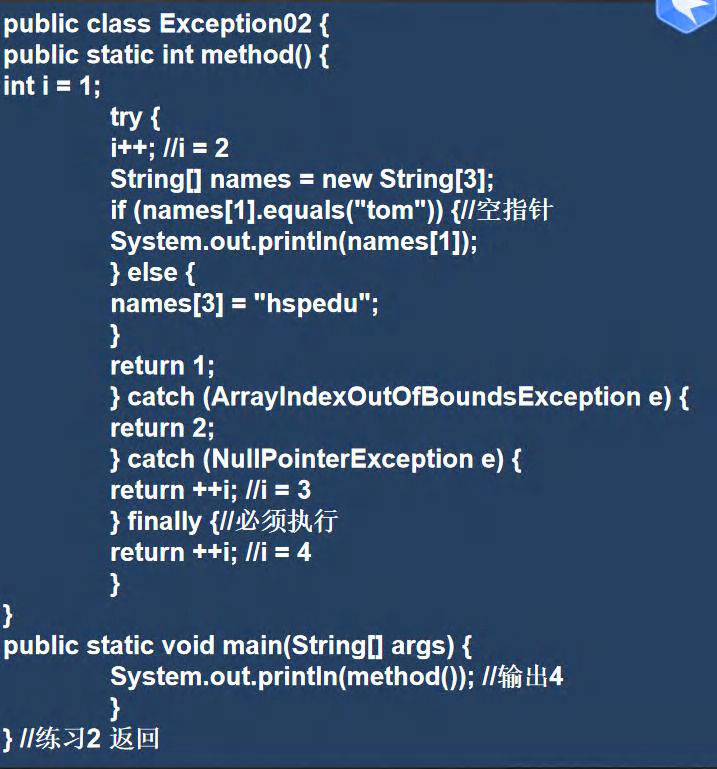 public class Exception02 {
public static int method() {
int i = 1;
try {
i++; //i = 2
String[] names = new String[3];
if (names[1].equals("tom")) {//空指针
System.out.println(names[1]);
} else {
names[3] = "hspedu";
}
return 1;
} catch (ArrayIndexOutOfBoundsException e) {
return 2;
} catch (NullPointerException e) {
return ++i; //i = 3
} finally {//必须执行
return ++i; //i = 4
}
}
public static void main(String[] args) {
System.out.println(method()); //输出4
}
} //练习2 返回